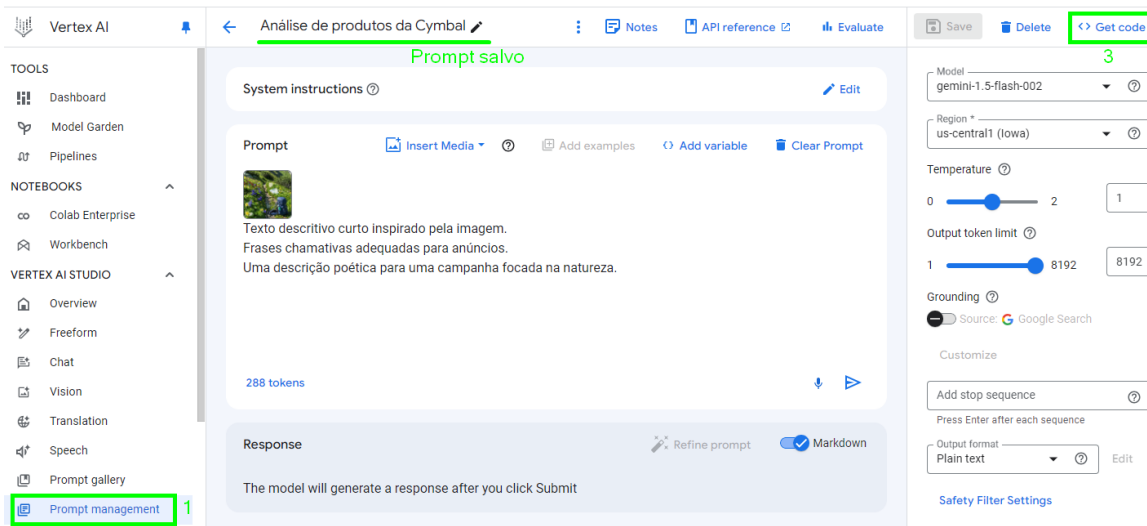 Vertex AI
TOOLS
Dashboard
Model Garden
Pipelines
NOTEBOOKS
Colab Enterprise
Workbench
VERTEX AI STUDIO
Overview
Freeform
Chat
Vision
Translation
Speech
Prompt gallery
Prompt management 1
Análise de produtos da Cymbal
Notes
API reference
Evaluate
Prompt salvo
System instructions
Edit
Prompt
Insert Media
Add examples
Add variable
Clear Prompt
Texto descritivo curto inspirado pela imagem.
Frases chamativas adequadas para anúncios.
Uma descrição poética para uma campanha focada na natureza.
288 tokens
Response
Refine prompt
Markdown
The model will generate a response after you click Submit
Save
Delete
<> Get code
3
Model
gemini-1.5-flash-002
Region *
us-central1 (Iowa)
Temperature
0 2 1
Output token limit
1 8192 8192
Grounding
Source: G Google Search
Customize
Add stop sequence
Press Enter after each sequence
Output format
Plain text
Edit
Safety Filter Settings